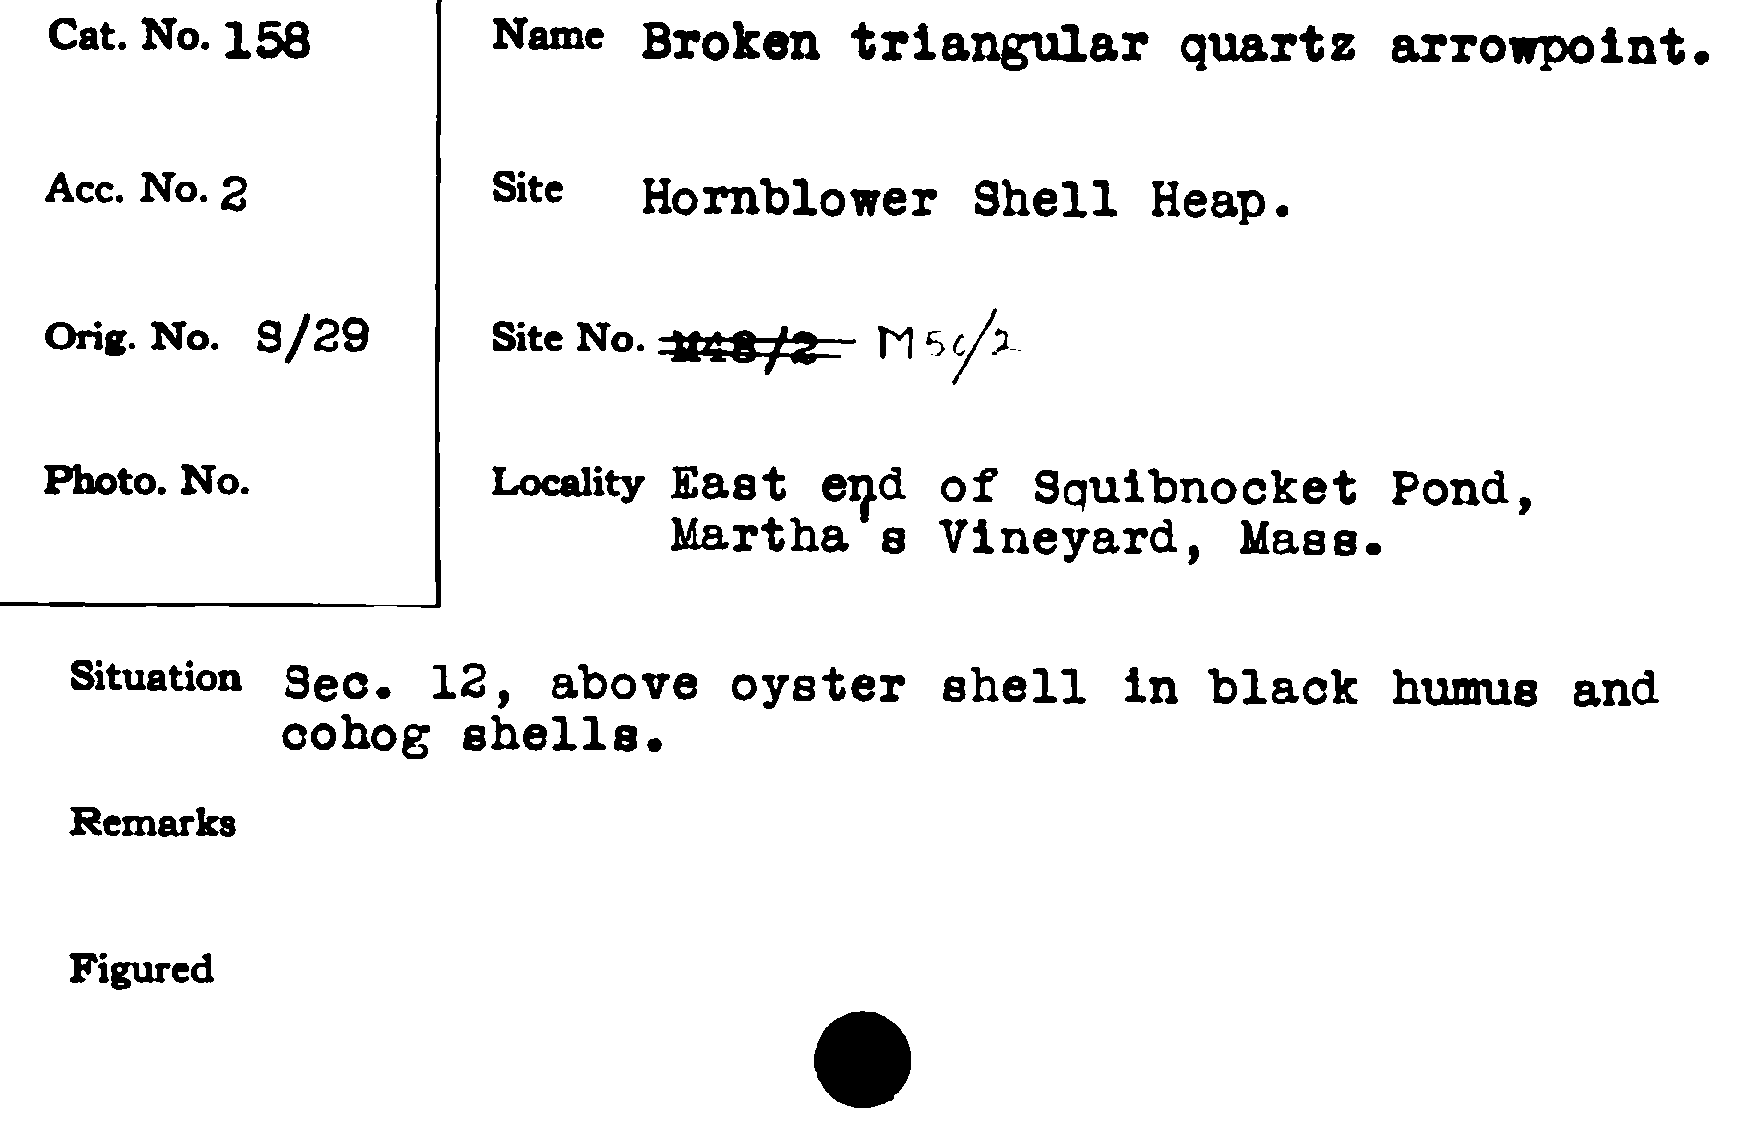 Cat. No. 158
Name Broken triangular quartz arrowpoint.
Acc. No. 2
Site Hornblower Shell Heap.
Orig. No. S/29
Site No. M48/2 M50/2
Photo. No.
Locality East end of Squibnocket Pond,
Martha's Vineyard, Mass.
Situation Sec. 12, above oyster shell in black humus and
cohog shells.
Remarks
Figured